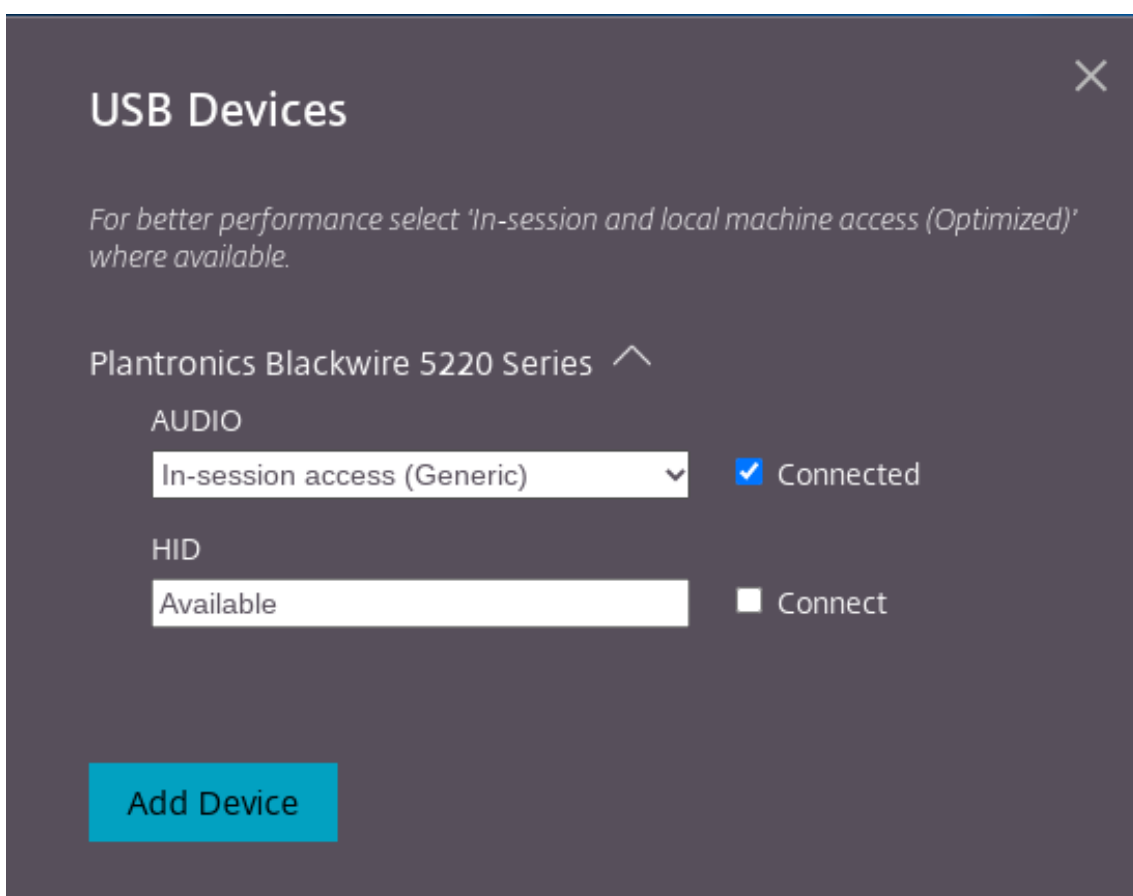 USB Devices
For better performance select 'In-session and local machine access (Optimized)'
where available.
Plantronics Blackwire 5220 Series
AUDIO
In-session access (Generic)
Connected
HID
Available
Connect
Add Device